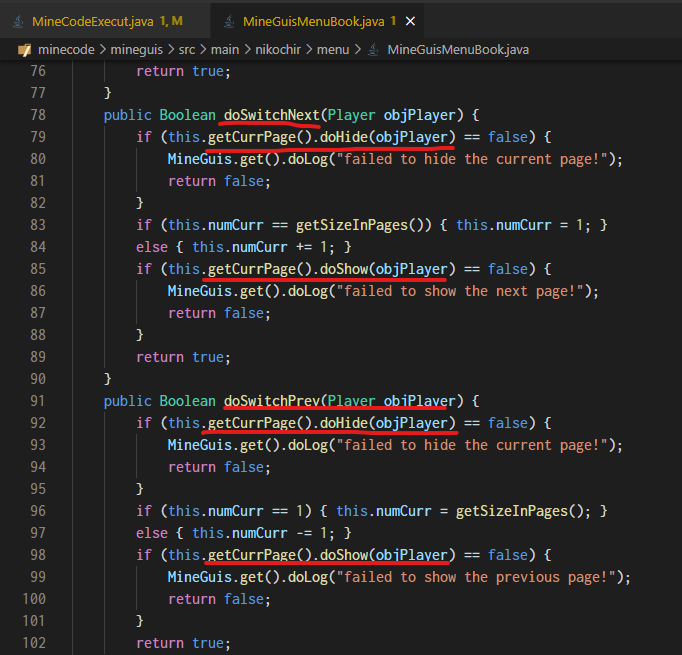 MineCodeExecut.java 1, M
MineGuisMenuBook.java 1 ×
minecode > mineguis > src > main > nikochir > menu > MineGuisMenuBook.java
76 return true;
77 }
78 public Boolean doSwitchNext(Player objPlayer) {
79 if (this.getCurrPage().doHide(objPlayer) == false) {
80 MineGuis.get().doLog("failed to hide the current page!");
81 return false;
82 }
83 if (this.numCurr == getSizeInPages()) { this.numCurr = 1; }
84 else { this.numCurr += 1; }
85 if (this.getCurrPage().doShow(objPlayer) == false) {
86 MineGuis.get().doLog("failed to show the next page!");
87 return false;
88 }
89 return true;
90 }
91 public Boolean doSwitchPrev(Player objPlayer) {
92 if (this.getCurrPage().doHide(objPlayer) == false) {
93 MineGuis.get().doLog("failed to hide the current page!");
94 return false;
95 }
96 if (this.numCurr == 1) { this.numCurr = getSizeInPages(); }
97 else { this.numCurr -= 1; }
98 if (this.getCurrPage().doShow(objPlayer) == false) {
99 MineGuis.get().doLog("failed to show the previous page!");
100 return false;
101 }
102 return true;